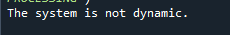 The system is not dynamic.